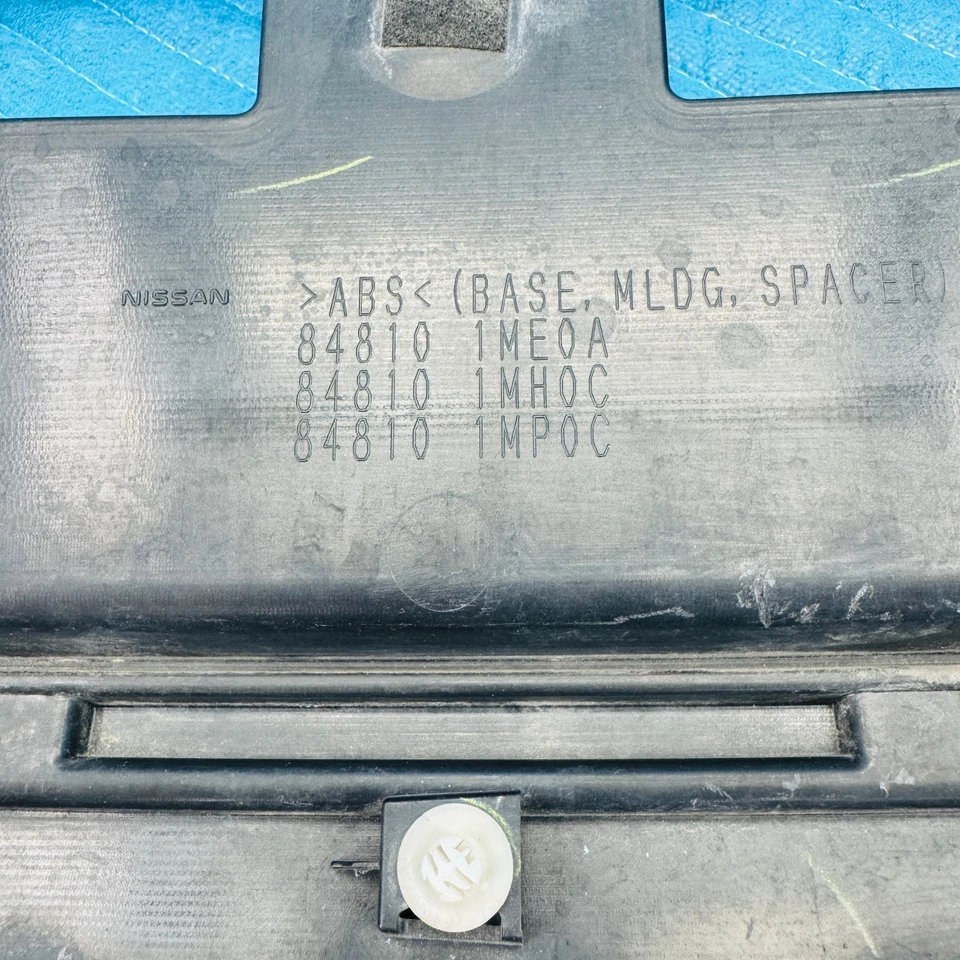 NISSAN >ABS< (BASE, MLDG, SPACER)
84810 1ME0A
84810 1MH0C
84810 1MP0C